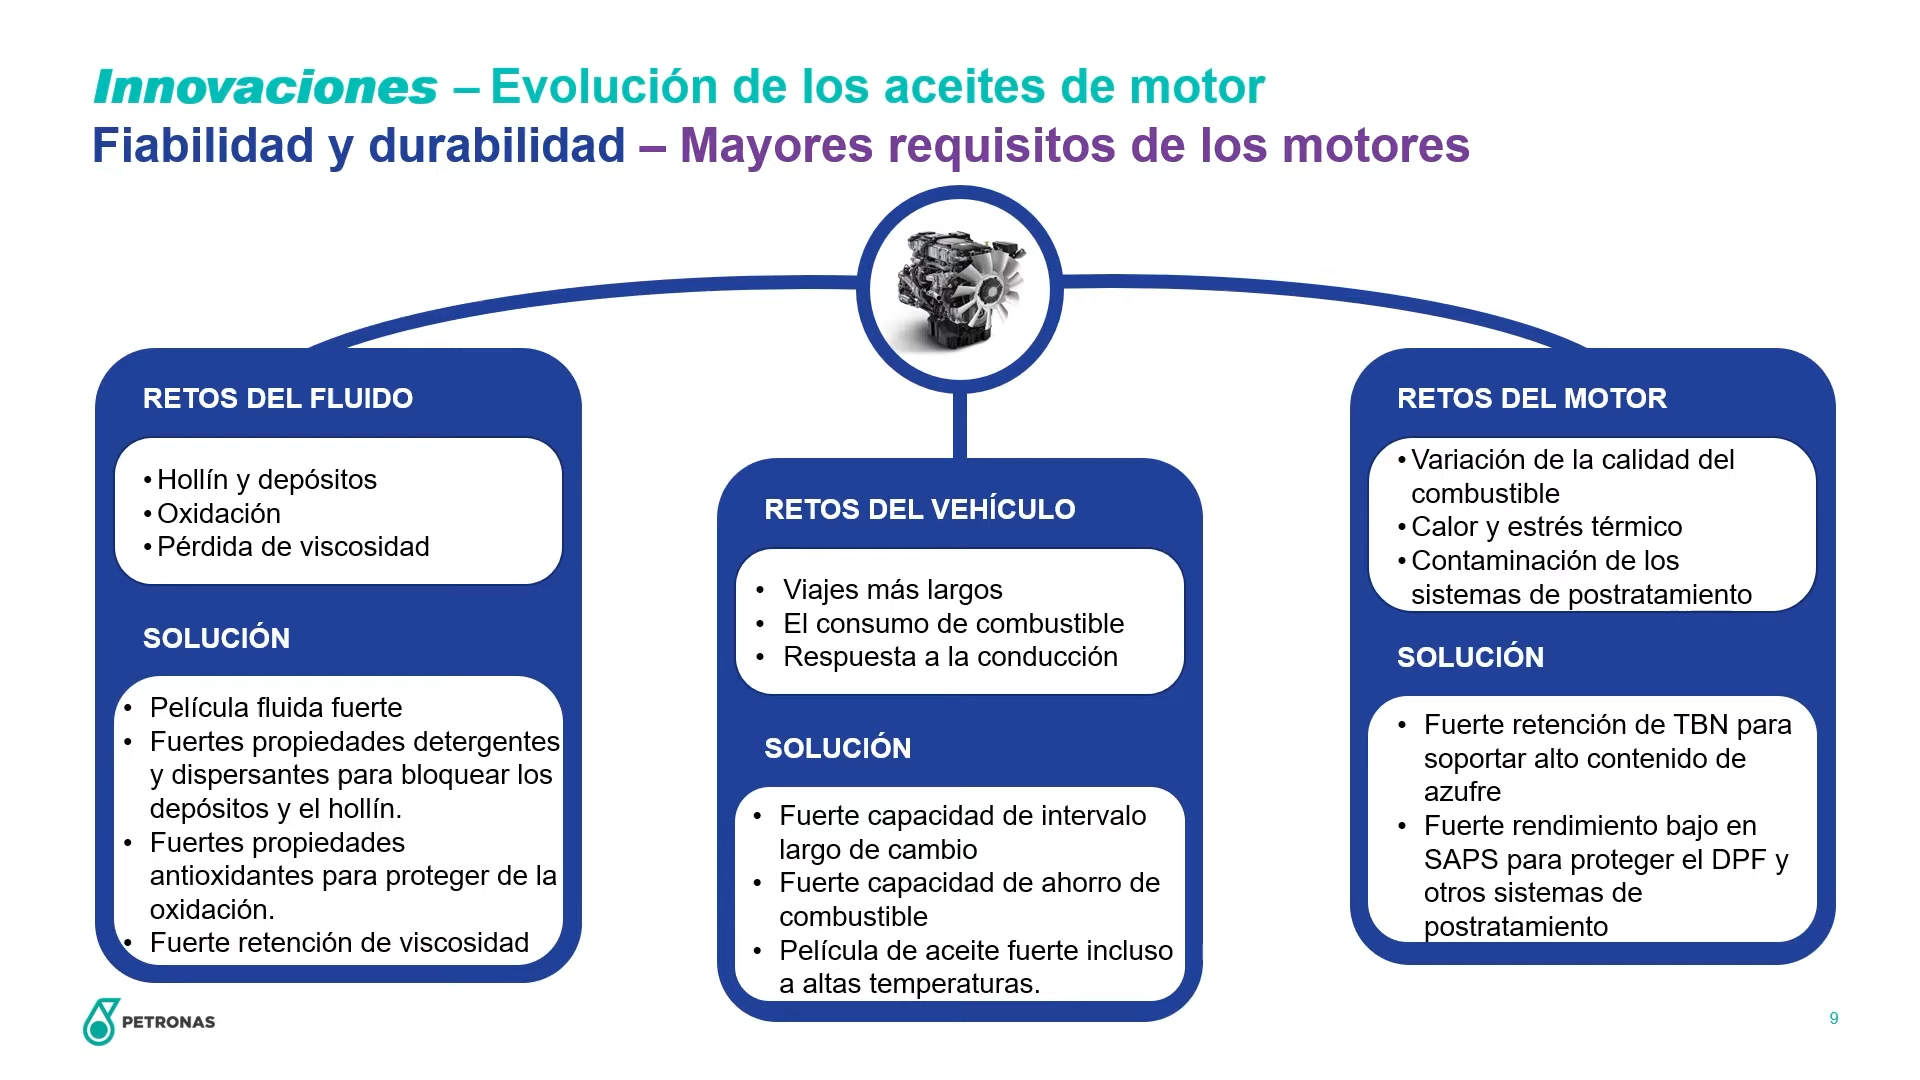 Innovaciones – Evolución de los aceites de motor
Fiabilidad y durabilidad – Mayores requisitos de los motores
RETOS DEL FLUIDO
• Hollín y depósitos
• Oxidación
• Pérdida de viscosidad
SOLUCIÓN
• Película fluida fuerte
• Fuertes propiedades detergentes
y dispersantes para bloquear los
depósitos y el hollín.
• Fuertes propiedades
antioxidantes para proteger de la
oxidación.
• Fuerte retención de viscosidad
RETOS DEL VEHÍCULO
• Viajes más largos
• El consumo de combustible
• Respuesta a la conducción
SOLUCIÓN
• Fuerte capacidad de intervalo
largo de cambio
• Fuerte capacidad de ahorro de
combustible
• Película de aceite fuerte incluso
a altas temperaturas.
RETOS DEL MOTOR
• Variación de la calidad del
combustible
• Calor y estrés térmico
• Contaminación de los
sistemas de postratamiento
SOLUCIÓN
• Fuerte retención de TBN para
soportar alto contenido de
azufre
• Fuerte rendimiento bajo en
SAPS para proteger el DPF y
otros sistemas de
postratamiento
PETRONAS
9